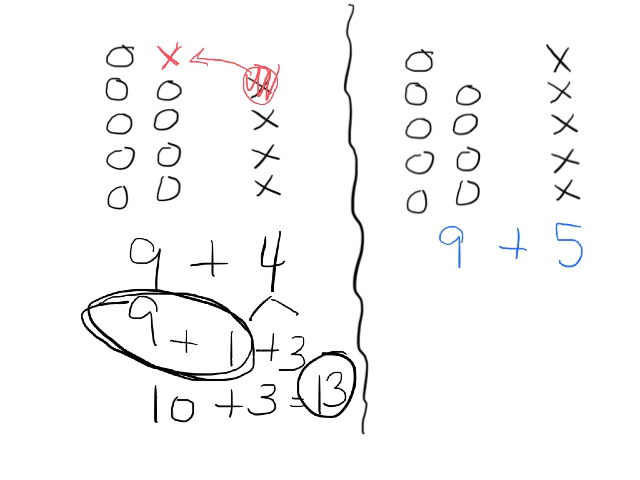 9 + 4
9 + 1 + 3
10 + 3 = 13
9 + 5